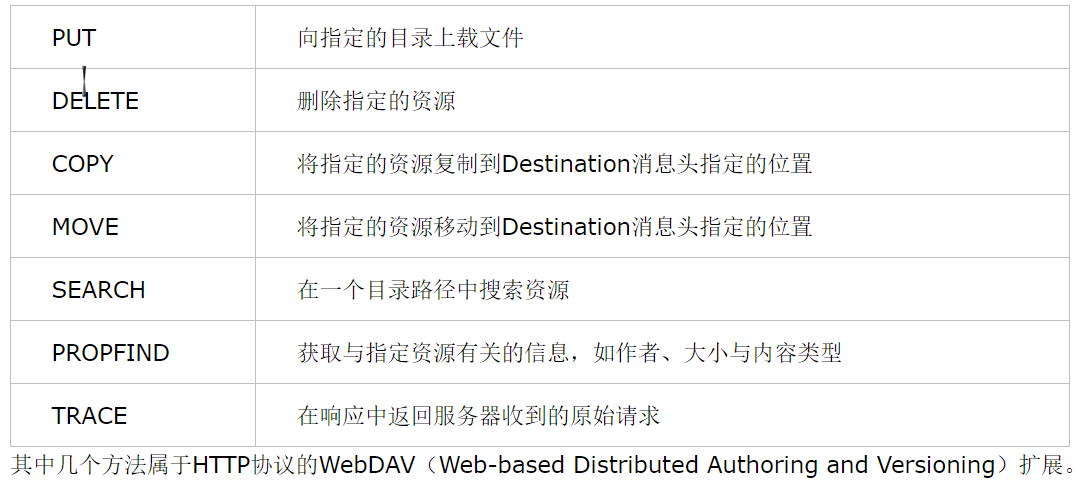 PUT 向指定的目录上载文件
DELETE 删除指定的资源
COPY 将指定的资源复制到Destination消息头指定的位置
MOVE 将指定的资源移动到Destination消息头指定的位置
SEARCH 在一个目录路径中搜索资源
PROPFIND 获取与指定资源有关的信息，如作者、大小与内容类型
TRACE 在响应中返回服务器收到的原始请求
其中几个方法属于HTTP协议的WebDAV（Web-based Distributed Authoring and Versioning）扩展。